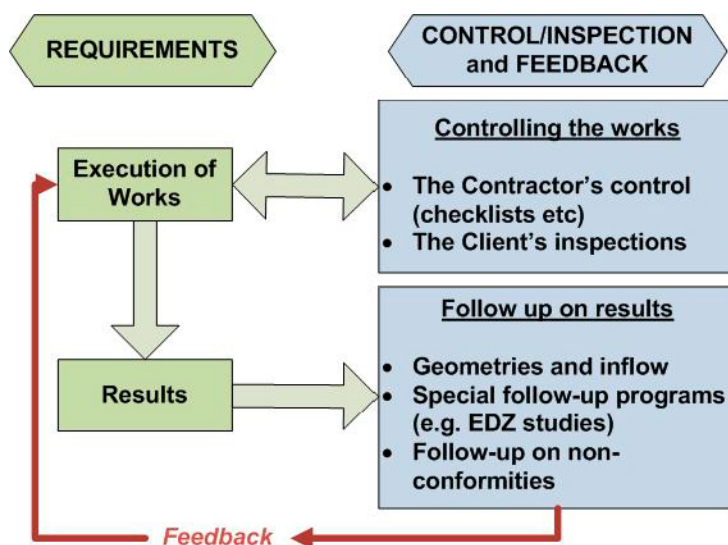 REQUIREMENTS
CONTROL/INSPECTION
and FEEDBACK
Execution of
Works
Controlling the works
• The Contractor's control
(checklists etc)
• The Client's inspections
Results
Follow up on results
• Geometries and inflow
• Special follow-up programs
(e.g. EDZ studies)
• Follow-up on non-
conformities
Feedback